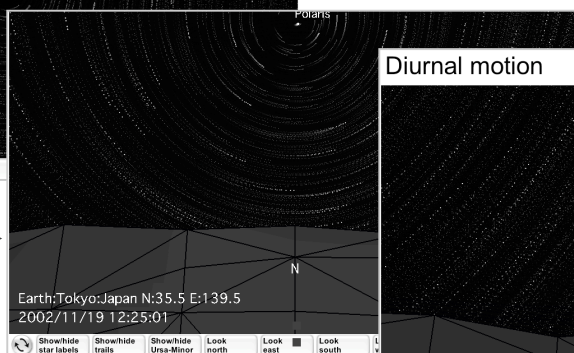 Polaris
Diurnal motion
N
Earth:Tokyo:Japan N:35.5 E:139.5
2002/11/19 12:25:01
Show/hide star labels
Show/hide trails
Show/hide Ursa-Minor
Look north
Look east
Look south